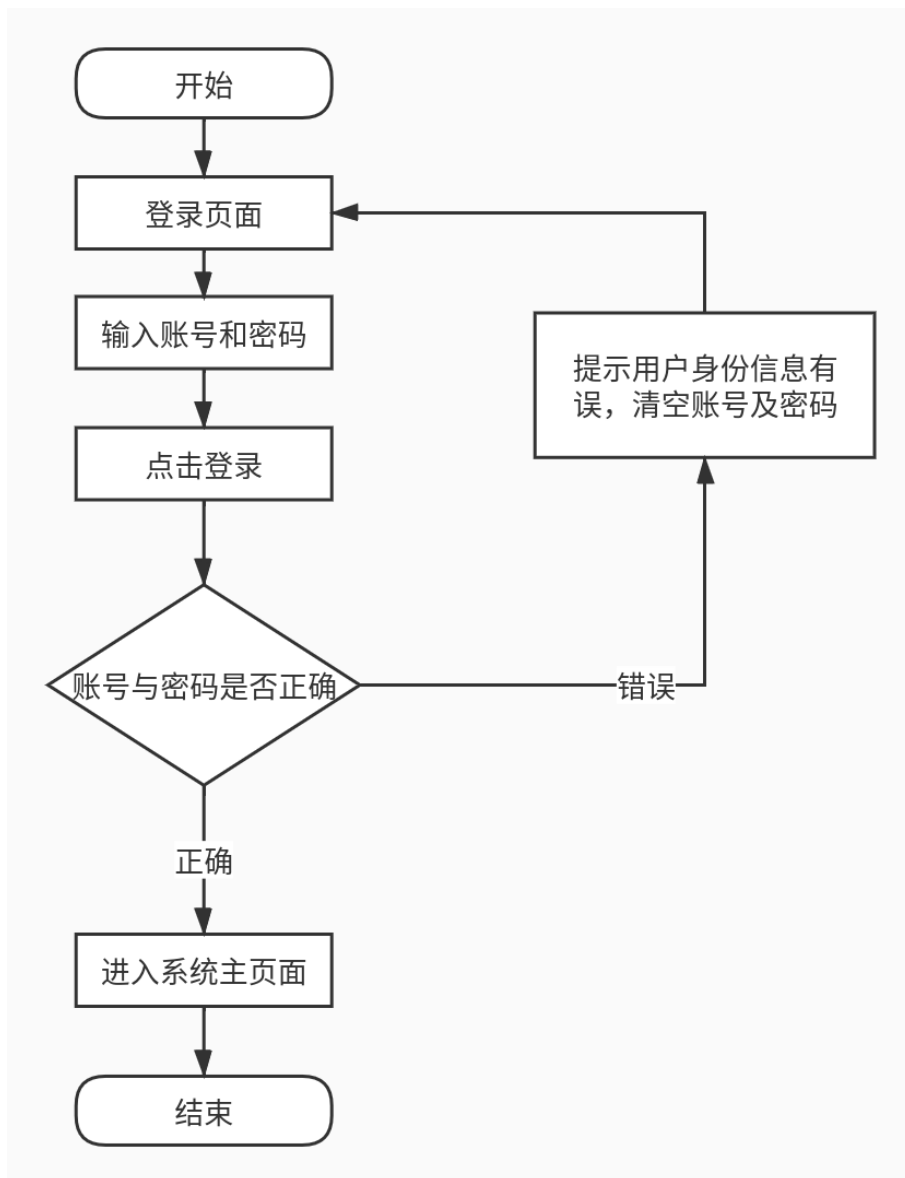 开始
登录页面
输入账号和密码
提示用户身份信息有
误，清空账号及密码
点击登录
账号与密码是否正确
错误
正确
进入系统主页面
结束